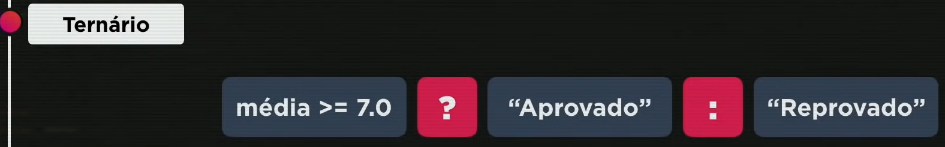 Ternário
média >= 7.0 ? “Aprovado” : “Reprovado”